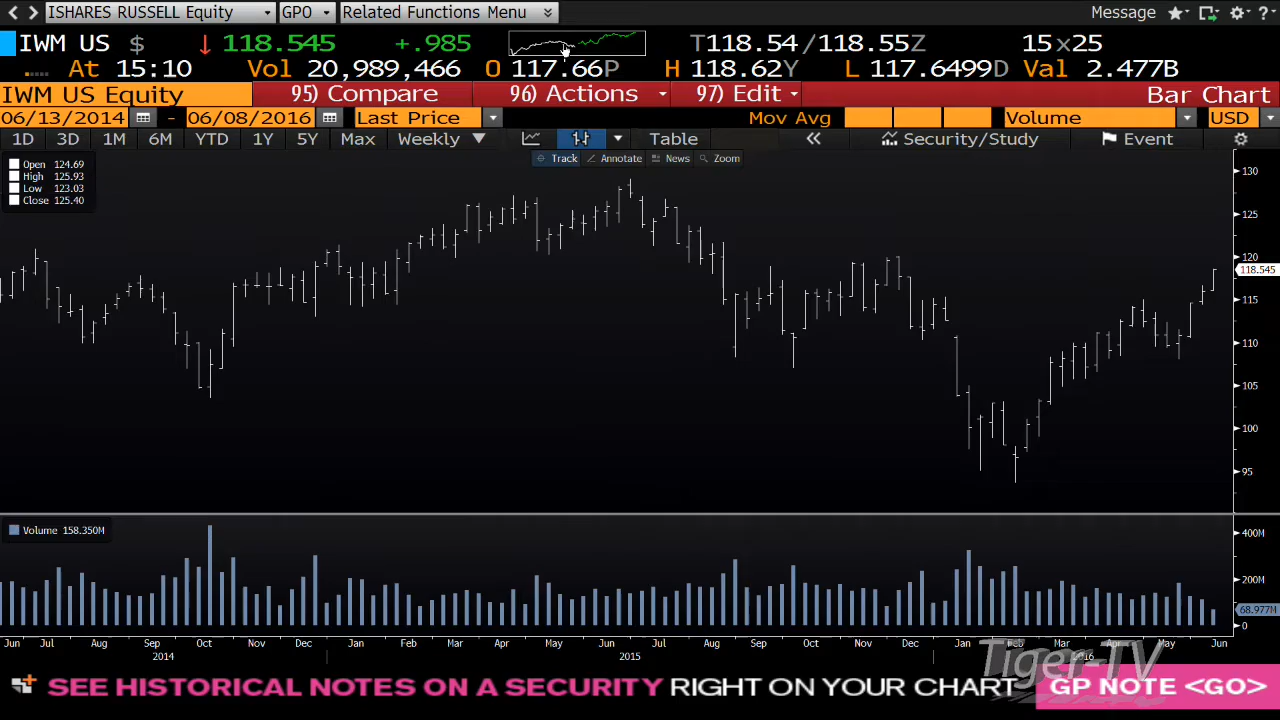 ISHARES RUSSELL Equity GPO Related Functions Menu Message ?
IWM US $ ↓ 118.545 +.985 T118.54/118.55Z 15x25
At 15:10 Vol 20,989,466 O 117.66P H 118.62Y L 117.6499D Val 2.477B
IWM US Equity 95) Compare 96) Actions 97) Edit Bar Chart
06/13/2014 - 06/08/2016 Last Price Mov Avg Volume USD
1D 3D 1M 6M YTD 1Y 5Y Max Weekly ▼ Table « Security/Study Event
Track Annotate News Zoom
Open 124.69
High 125.93
Low 123.03
Close 125.40
130
125
120
118.545
115
110
105
100
95
Volume 158.350M
400M
200M
68.977M
0
Jun Jul Aug Sep Oct Nov Dec Jan Feb Mar Apr May Jun Jul Aug Sep Oct Nov Dec Jan Feb Mar Apr May Jun
2014 2015 2016
Tiger-TV
SEE HISTORICAL NOTES ON A SECURITY RIGHT ON YOUR CHART GP NOTE <GO>